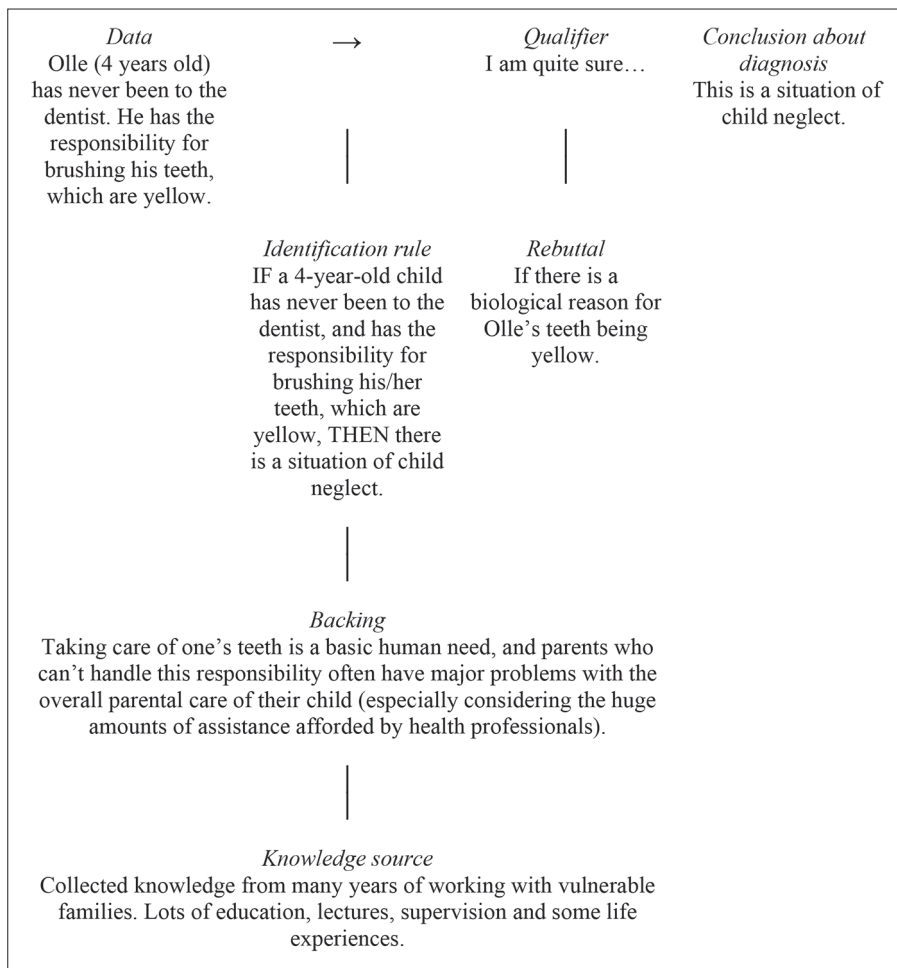 Data
Olle (4 years old)
has never been to the
dentist. He has the
responsibility for
brushing his teeth,
which are yellow.
→
Qualifier
I am quite sure…
Conclusion about
diagnosis
This is a situation of
child neglect.
Identification rule
IF a 4-year-old child
has never been to the
dentist, and has the
responsibility for
brushing his/her
teeth, which are
yellow, THEN there
is a situation of child
neglect.
Rebuttal
If there is a
biological reason for
Olle’s teeth being
yellow.
Backing
Taking care of one’s teeth is a basic human need, and parents who
can’t handle this responsibility often have major problems with the
overall parental care of their child (especially considering the huge
amounts of assistance afforded by health professionals).
Knowledge source
Collected knowledge from many years of working with vulnerable
families. Lots of education, lectures, supervision and some life
experiences.